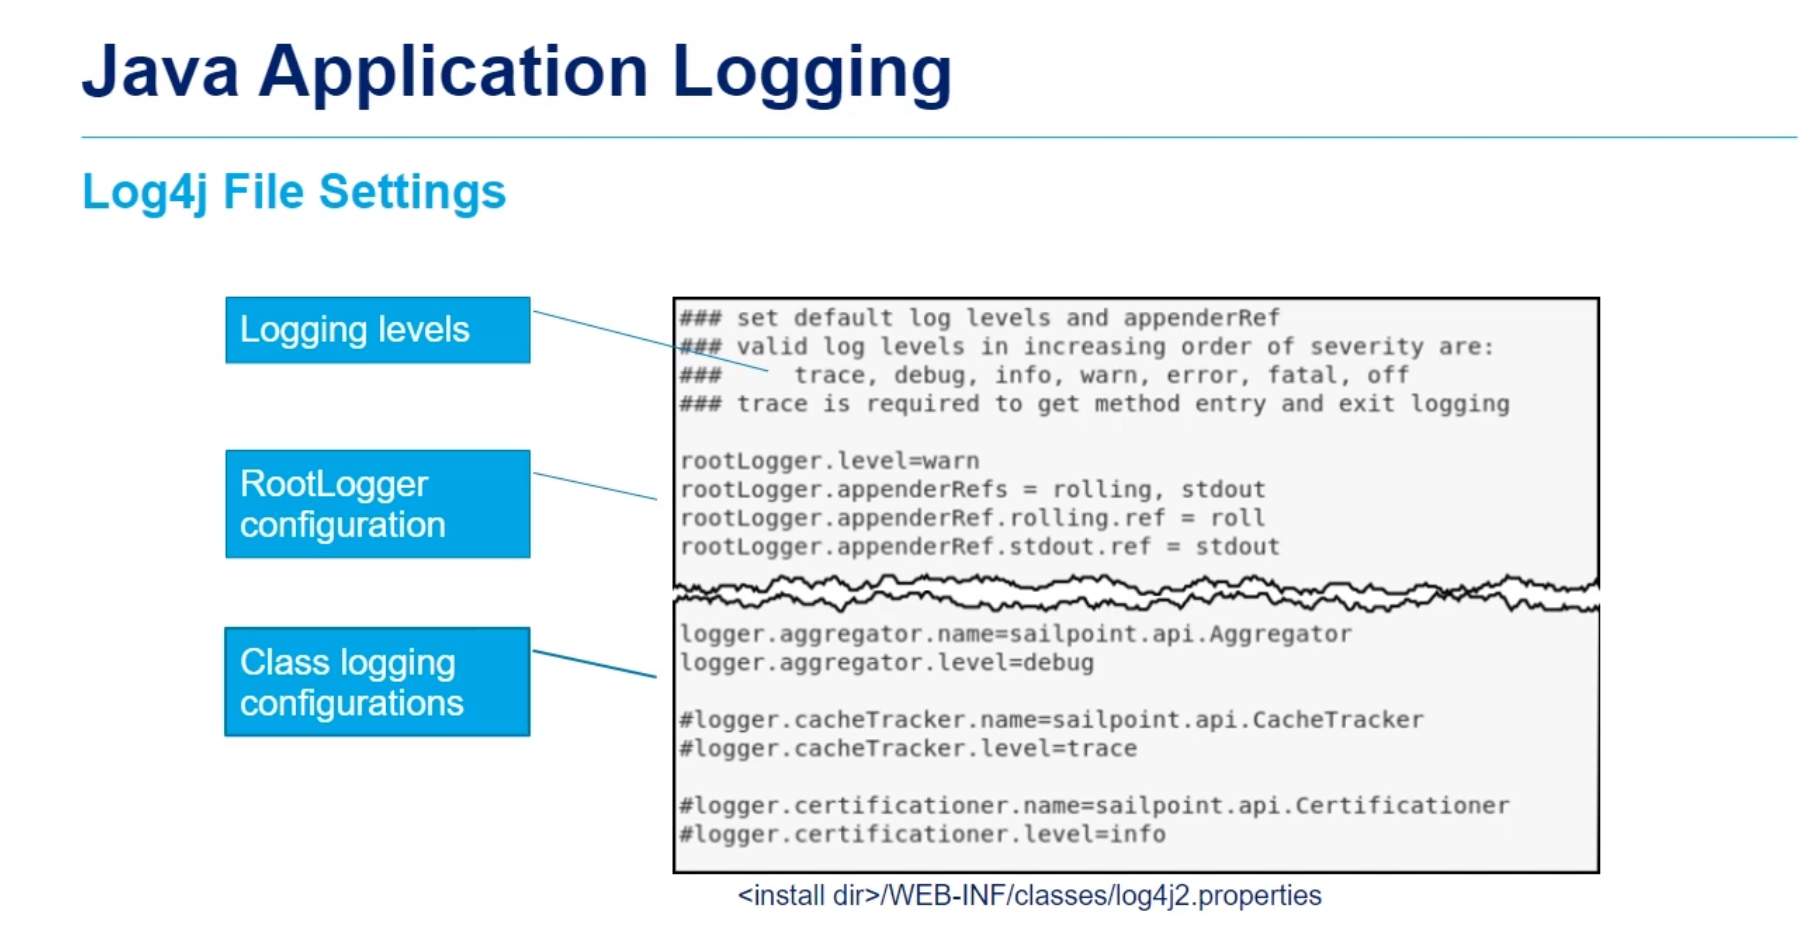 Java Application Logging
Log4j File Settings
Logging levels
RootLogger
configuration
Class logging
configurations
### set default log levels and appenderRef
### valid log levels in increasing order of severity are:
###     trace, debug, info, warn, error, fatal, off
### trace is required to get method entry and exit logging
rootLogger.level=warn
rootLogger.appenderRefs = rolling, stdout
rootLogger.appenderRef.rolling.ref = roll
rootLogger.appenderRef.stdout.ref = stdout
logger.aggregator.name=sailpoint.api.Aggregator
logger.aggregator.level=debug
#logger.cacheTracker.name=sailpoint.api.CacheTracker
#logger.cacheTracker.level=trace
#logger.certificationer.name=sailpoint.api.Certificationer
#logger.certificationer.level=info
<install dir>/WEB-INF/classes/log4j2.properties